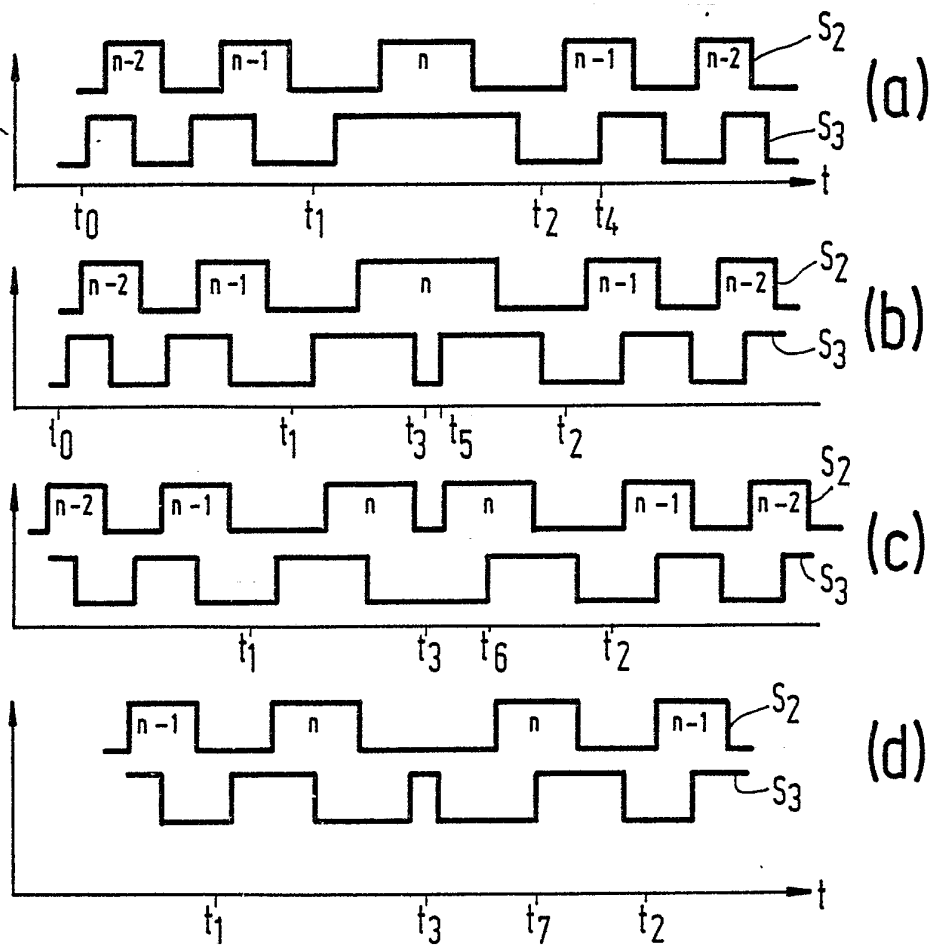 n-2 n-1 n n-1 n-2 S2
(a)
S3
t
t0 t1 t2 t4
n-2 n-1 n n-1 n-2 S2
(b)
S3
t0 t1 t3 t5 t2
n-2 n-1 n n n-1 n-2 S2
(c)
S3
t1 t3 t6 t2
n-1 n n n-1 S2
(d)
S3
t
t1 t3 t7 t2